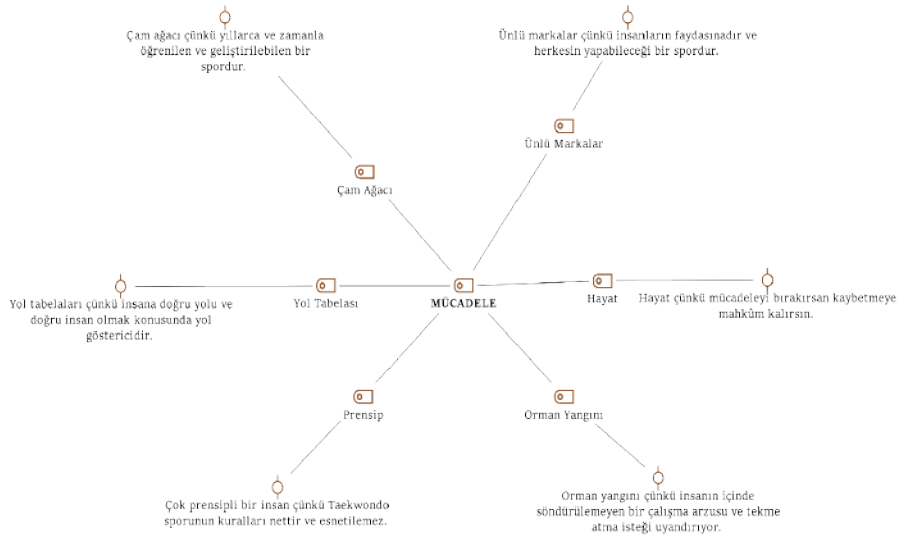 Çam ağacı çünkü yıllarca ve zamanla
öğrenilen ve geliştirilebilen bir
spordur.
Ünlü markalar çünkü insanların faydasınadır ve
herkesin yapabileceği bir spordur.
Ünlü Markalar
Çam Ağacı
Yol tabelaları çünkü insana doğru yolu ve
doğru insan olmak konusunda yol
göstericidir.
Yol Tabelası
MÜCADELE
Hayat
Hayat çünkü mücadeleyi bırakırsan kaybetmeye
mahkûm kalırsın.
Prensip
Orman Yangını
Çok prensipli bir insan çünkü Taekwondo
sporunun kuralları nettir ve esnetilemez.
Orman yangını çünkü insanın içinde
söndürülemeyen bir çalışma arzusu ve tekme
atma isteği uyandırıyor.